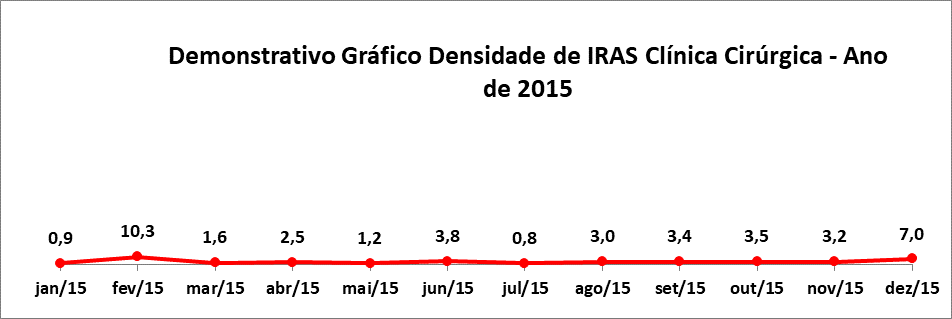 Demonstrativo Gráfico Densidade de IRAS Clínica Cirúrgica - Ano
de 2015
0,9 10,3 1,6 2,5 1,2 3,8 0,8 3,0 3,4 3,5 3,2 7,0
jan/15 fev/15 mar/15 abr/15 mai/15 jun/15 jul/15 ago/15 set/15 out/15 nov/15 dez/15